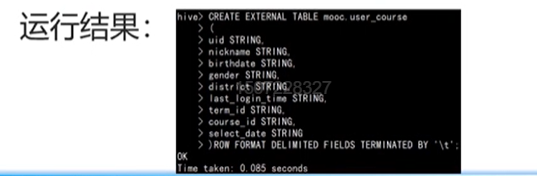 运行结果：
hive> CREATE EXTERNAL TABLE mooc.user_course
> (
> uid STRING,
> nickname STRING,
> birthdate STRING,
> gender STRING,
> district STRING,
> last_login_time STRING,
> term_id STRING,
> course_id STRING,
> select_date STRING
> )ROW FORMAT DELIMITED FIELDS TERMINATED BY '\t';
OK
Time taken: 0.085 seconds